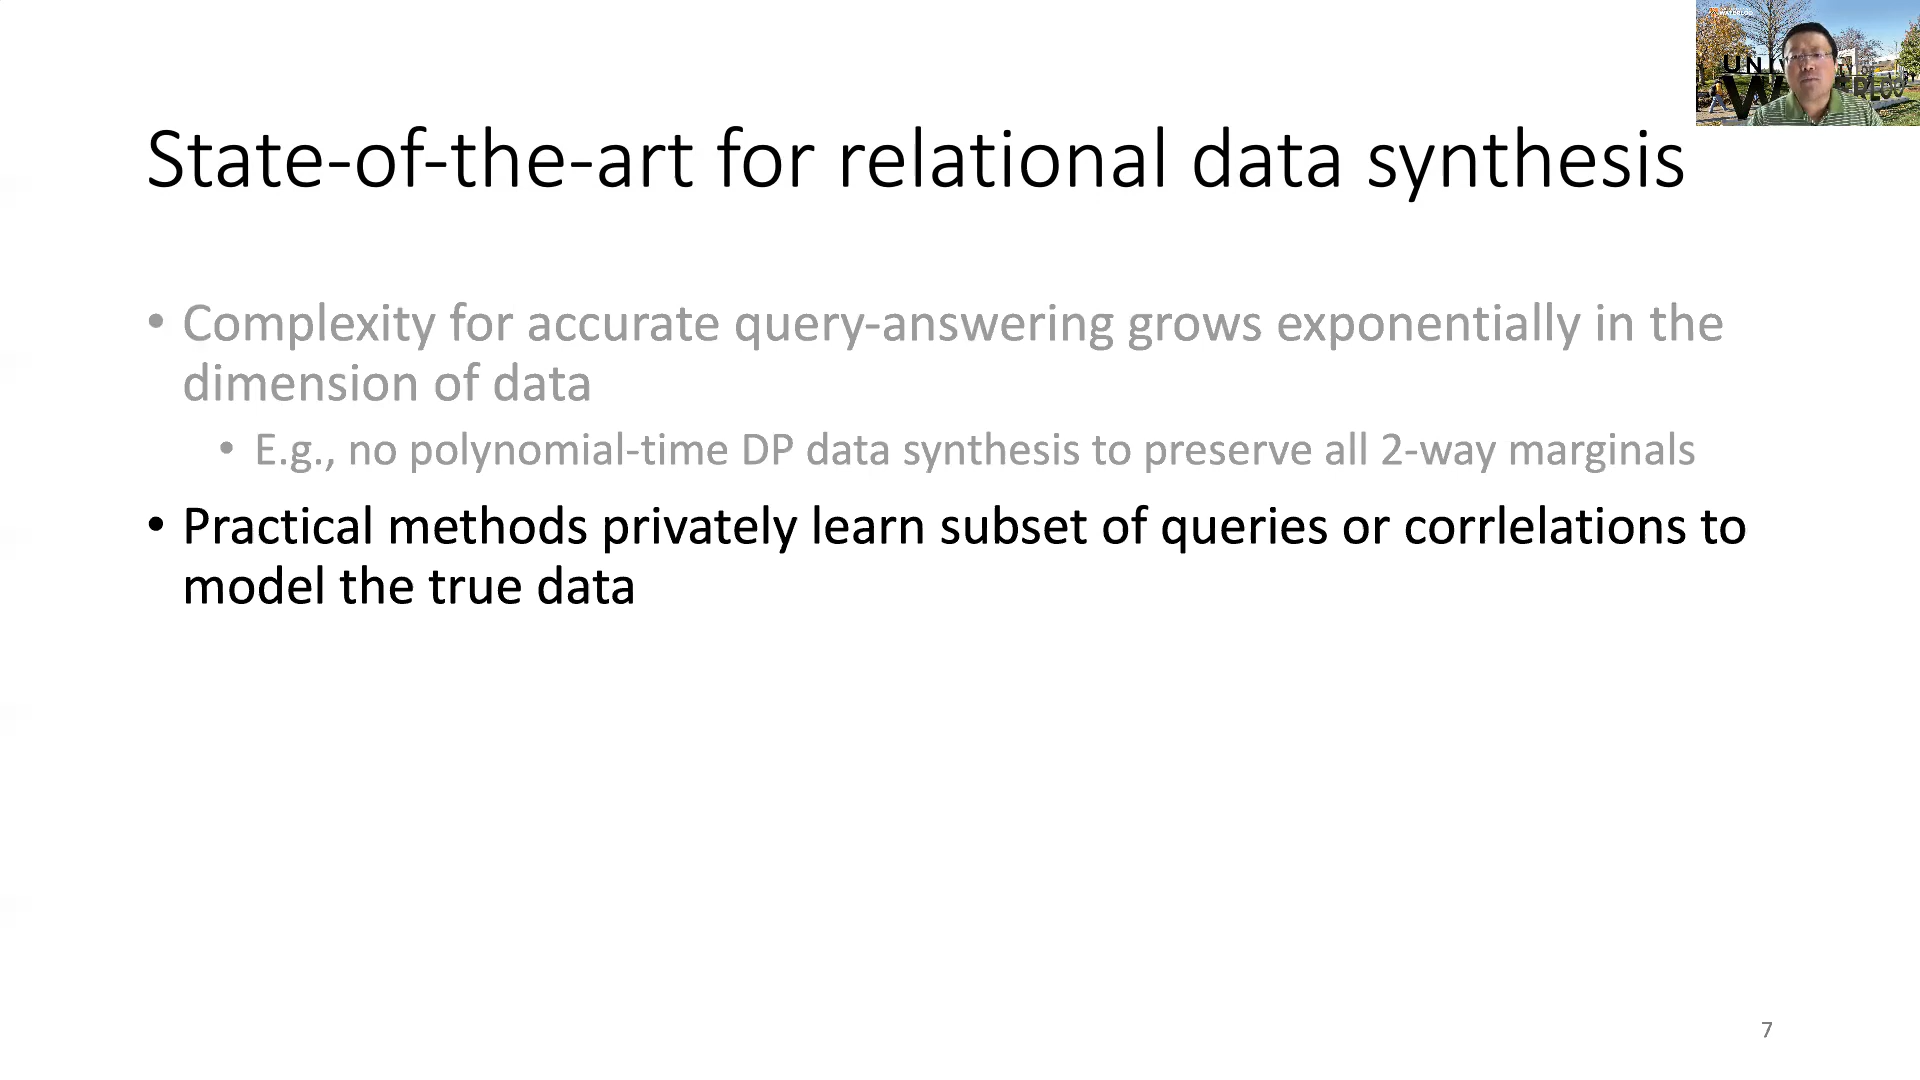 State-of-the-art for relational data synthesis
• Complexity for accurate query-answering grows exponentially in the
dimension of data
• E.g., no polynomial-time DP data synthesis to preserve all 2-way marginals
• Practical methods privately learn subset of queries or corrlelations to
model the true data
7